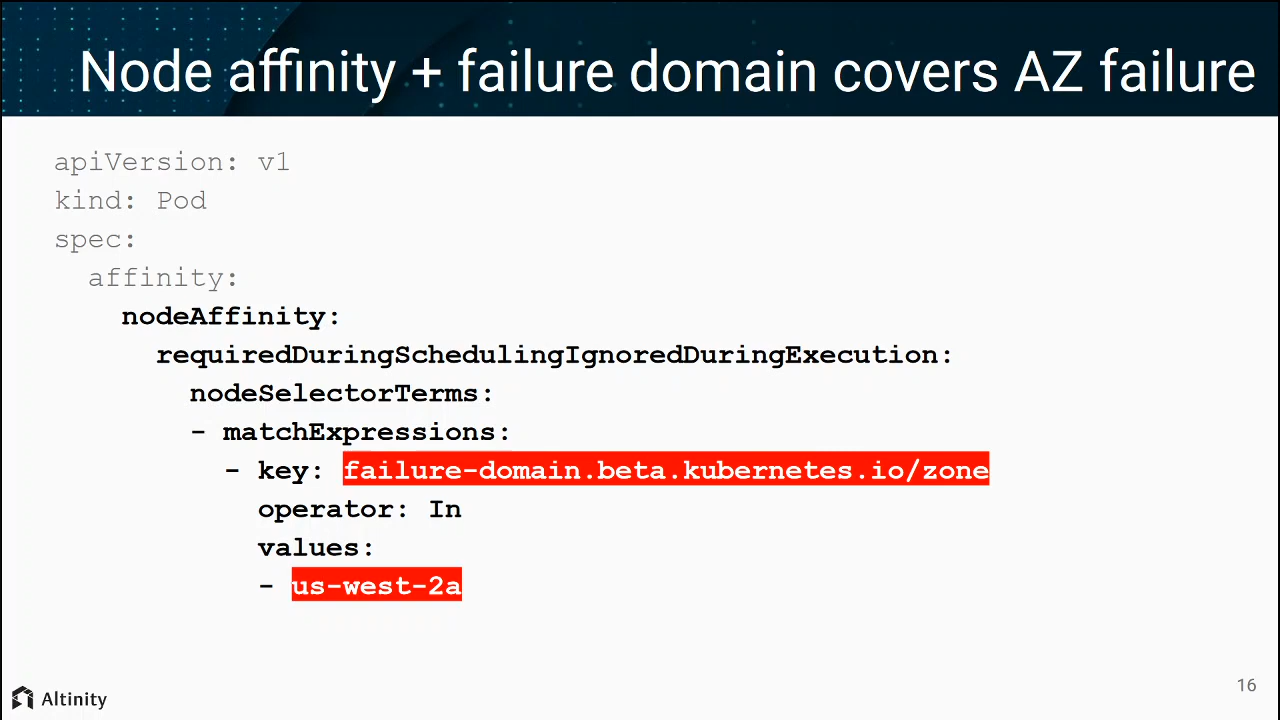 Node affinity + failure domain covers AZ failure
apiVersion: v1
kind: Pod
spec:
  affinity:
    nodeAffinity:
      requiredDuringSchedulingIgnoredDuringExecution:
        nodeSelectorTerms:
        - matchExpressions:
          - key: failure-domain.beta.kubernetes.io/zone
            operator: In
            values:
            - us-west-2a
Altinity
16